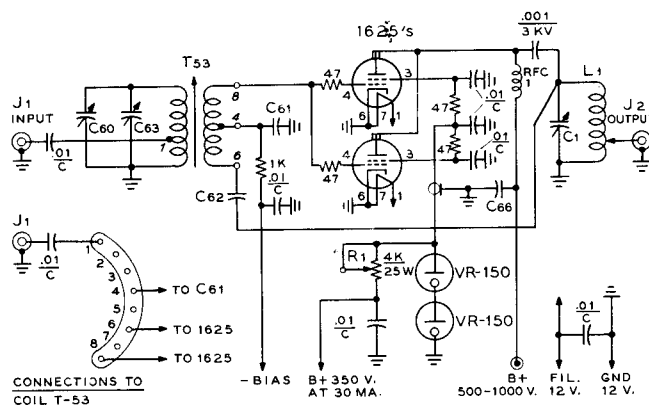 1625's
.001
3 KV
T53
RFC
1
L1
J1
INPUT
C60
C63
.01
C
1
8
4
6
C61
47
4
3
6
7
1
47
.01
C
47
.01
C
C1
J2
OUTPUT
1K
.01
C
47
4
3
6
7
1
C62
C66
J1
.01
C
1
2
3
4
5
6
7
8
TO C61
TO 1625
TO 1625
R1
4K
25W
VR-150
VR-150
.01
C
.01
C
CONNECTIONS TO
COIL T-53
-BIAS
B+ 350 V.
AT 30 MA.
B+
500-1000 V.
FIL.
12 V.
GND
12 V.